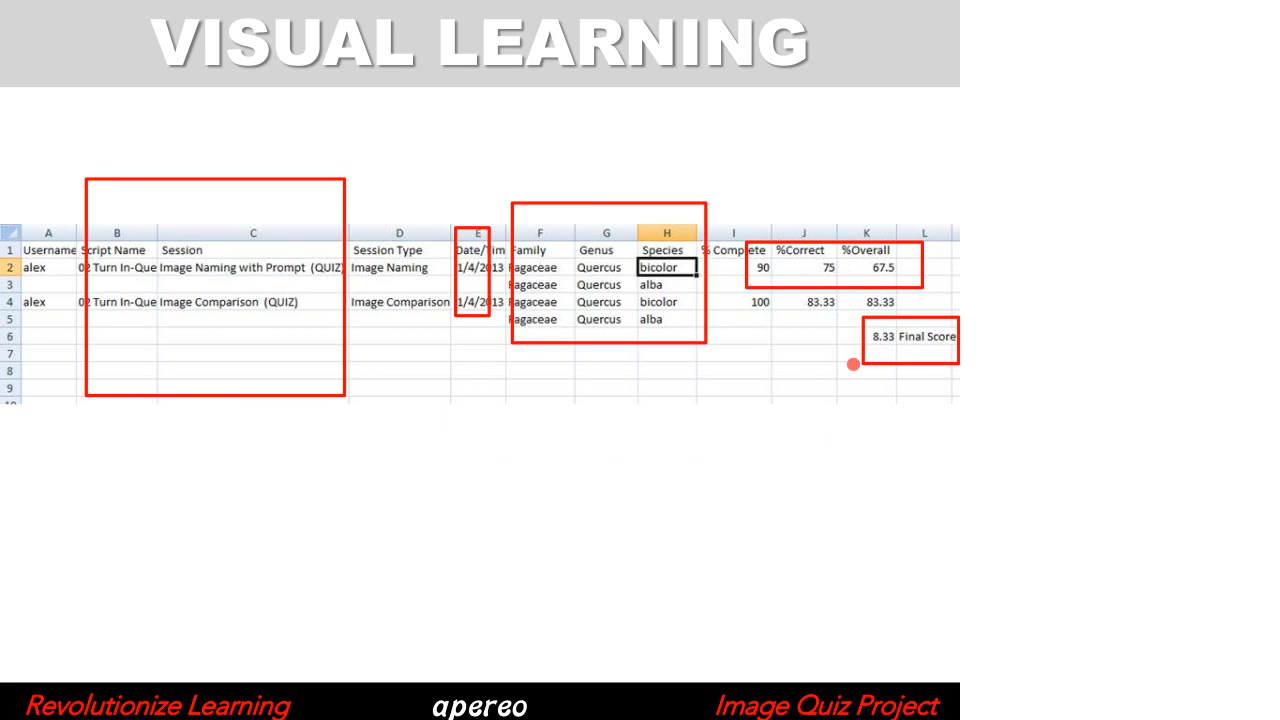 VISUAL LEARNING
A B C D E F G H I J K L
1 Username Script Name Session Session Type Date/Tim Family Genus Species % Complete %Correct %Overall
2 alex 02 Turn In-Que Image Naming with Prompt (QUIZ) Image Naming 1/4/2013 Fagaceae Quercus bicolor 90 75 67.5
3 Fagaceae Quercus alba
4 alex 02 Turn In-Que Image Comparison (QUIZ) Image Comparison 1/4/2013 Fagaceae Quercus bicolor 100 83.33 83.33
5 Fagaceae Quercus alba
6 8.33 Final Score
7
8
9
Revolutionize Learning apereo Image Quiz Project